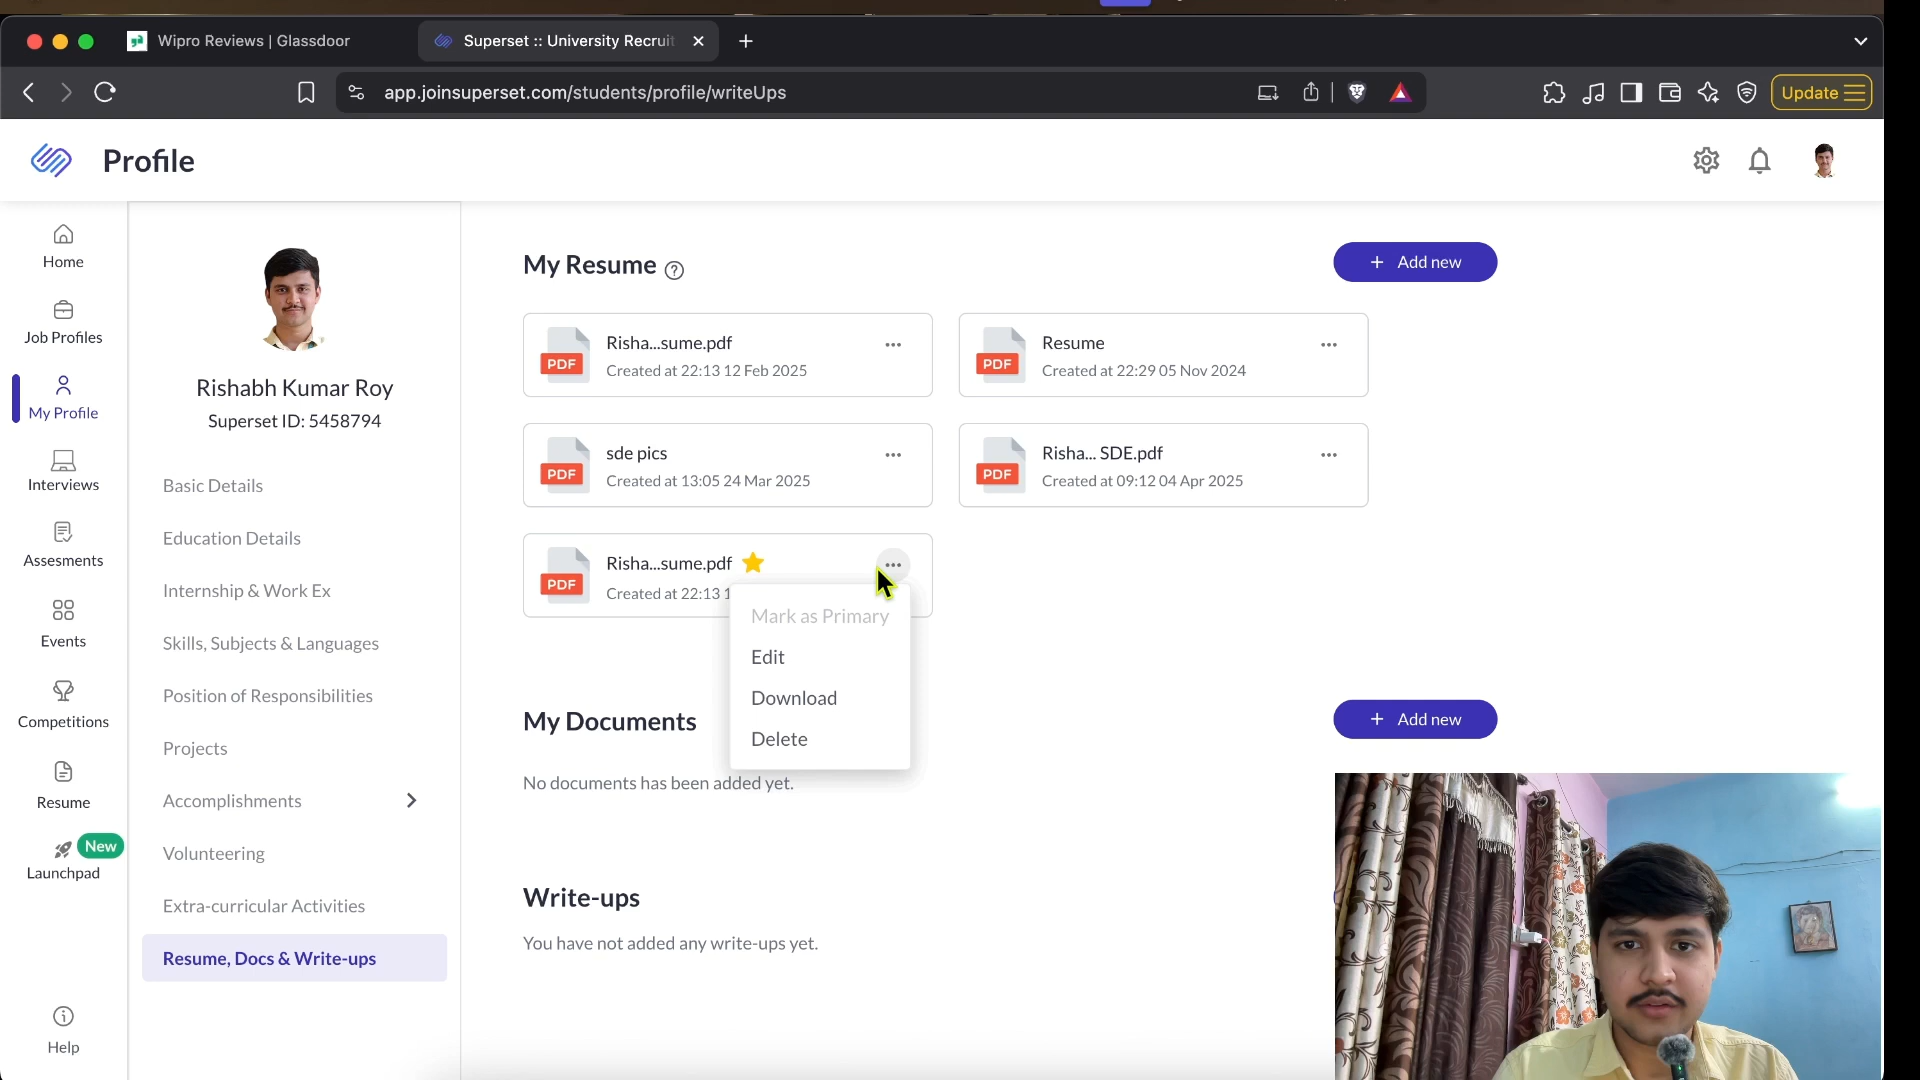 Wipro Reviews | Glassdoor
Superset :: University Recruit
app.joinsuperset.com/students/profile/writeUps
Update
Profile
Home
Job Profiles
My Profile
Interviews
Assesments
Events
Competitions
Resume
New
Launchpad
Help
Rishabh Kumar Roy
Superset ID: 5458794
Basic Details
Education Details
Internship & Work Ex
Skills, Subjects & Languages
Position of Responsibilities
Projects
Accomplishments
Volunteering
Extra-curricular Activities
Resume, Docs & Write-ups
My Resume ?
+ Add new
PDF
Risha...sume.pdf
Created at 22:13 12 Feb 2025
PDF
Resume
Created at 22:29 05 Nov 2024
PDF
sde pics
Created at 13:05 24 Mar 2025
PDF
Risha... SDE.pdf
Created at 09:12 04 Apr 2025
PDF
Risha...sume.pdf
Created at 22:13 1
Mark as Primary
Edit
Download
Delete
My Documents
+ Add new
No documents has been added yet.
Write-ups
You have not added any write-ups yet.